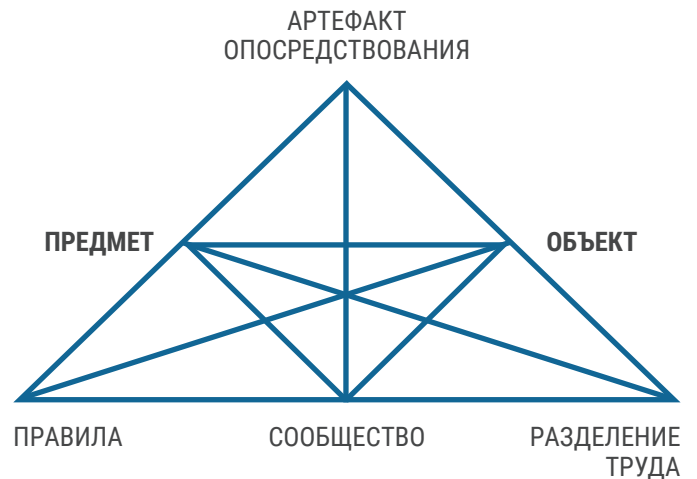 АРТЕФАКТ
ОПОСРЕДСТВОВАНИЯ
ПРЕДМЕТ
ОБЪЕКТ
ПРАВИЛА
СООБЩЕСТВО
РАЗДЕЛЕНИЕ
ТРУДА